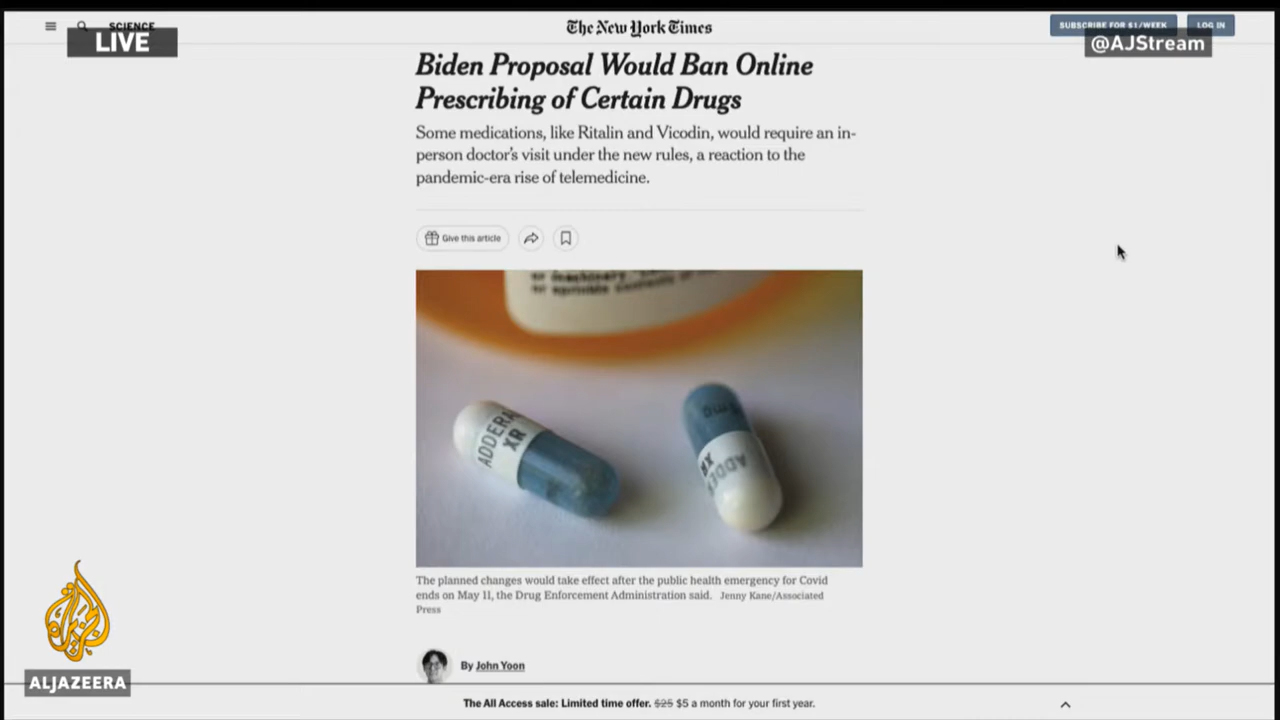 SCIENCE
The New York Times
SUBSCRIBE FOR $1/WEEK
LOG IN
LIVE
@AJStream
Biden Proposal Would Ban Online
Prescribing of Certain Drugs
Some medications, like Ritalin and Vicodin, would require an in-
person doctor's visit under the new rules, a reaction to the
pandemic-era rise of telemedicine.
Give this article
ADDERA
XR
The planned changes would take effect after the public health emergency for Covid
ends on May 11, the Drug Enforcement Administration said. Jenny Kane/Associated
Press
By John Yoon
الجزيرة
ALJAZEERA
The All Access sale: Limited time offer. $25 $5 a month for your first year.